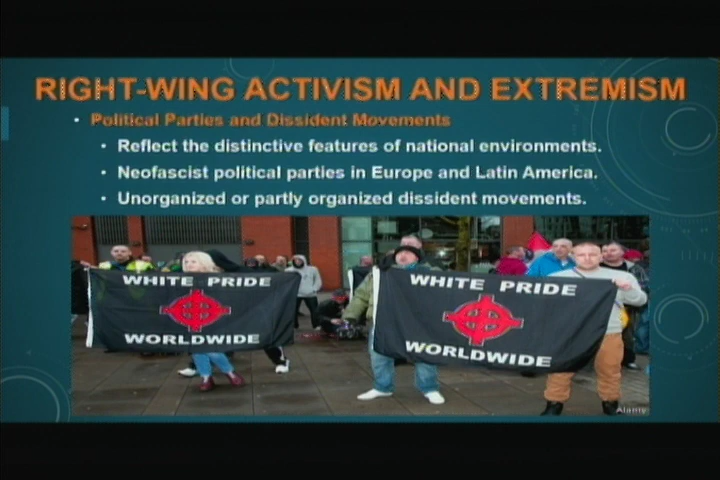 RIGHT-WING ACTIVISM AND EXTREMISM
• Political Parties and Dissident Movements
• Reflect the distinctive features of national environments.
• Neofascist political parties in Europe and Latin America.
• Unorganized or partly organized dissident movements.
WHITE PRIDE
WORLDWIDE
WHITE PRIDE
WORLDWIDE
Alamy